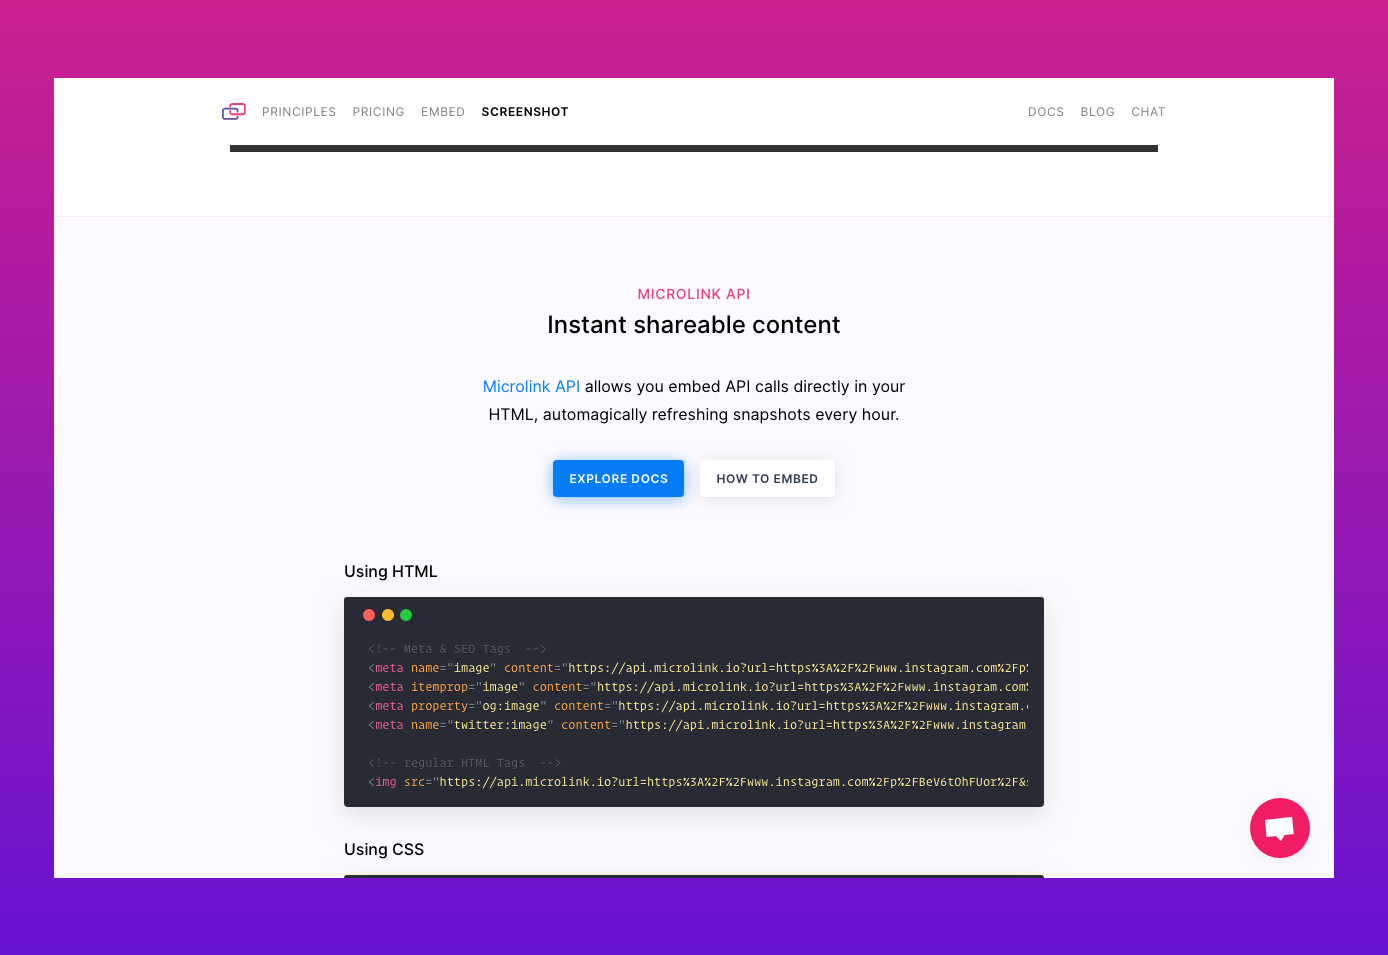 PRINCIPLES PRICING EMBED SCREENSHOT DOCS BLOG CHAT
MICROLINK API
Instant shareable content
Microlink API allows you embed API calls directly in your
HTML, automagically refreshing snapshots every hour.
EXPLORE DOCS HOW TO EMBED
Using HTML
<!-- Meta & SEO Tags  -->
<meta name="image" content="https://api.microlink.io?url=https%3A%2F%2Fwww.instagram.com%2Fp%
<meta itemprop="image" content="https://api.microlink.io?url=https%3A%2F%2Fwww.instagram.com%
<meta property="og:image" content="https://api.microlink.io?url=https%3A%2F%2Fwww.instagram.
<meta name="twitter:image" content="https://api.microlink.io?url=https%3A%2F%2Fwww.instagram
<!-- regular HTML Tags  -->
<img src="https://api.microlink.io?url=https%3A%2F%2Fwww.instagram.com%2Fp%2FBeV6tOhFUor%2F&
Using CSS